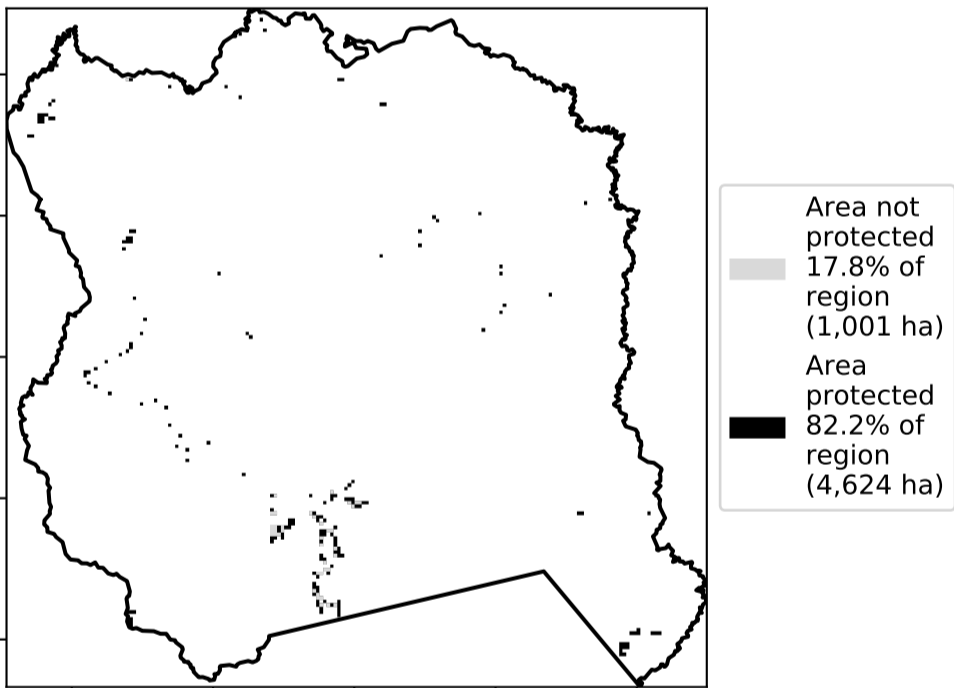 Area not
protected
17.8% of
region
(1,001 ha)
Area
protected
82.2% of
region
(4,624 ha)